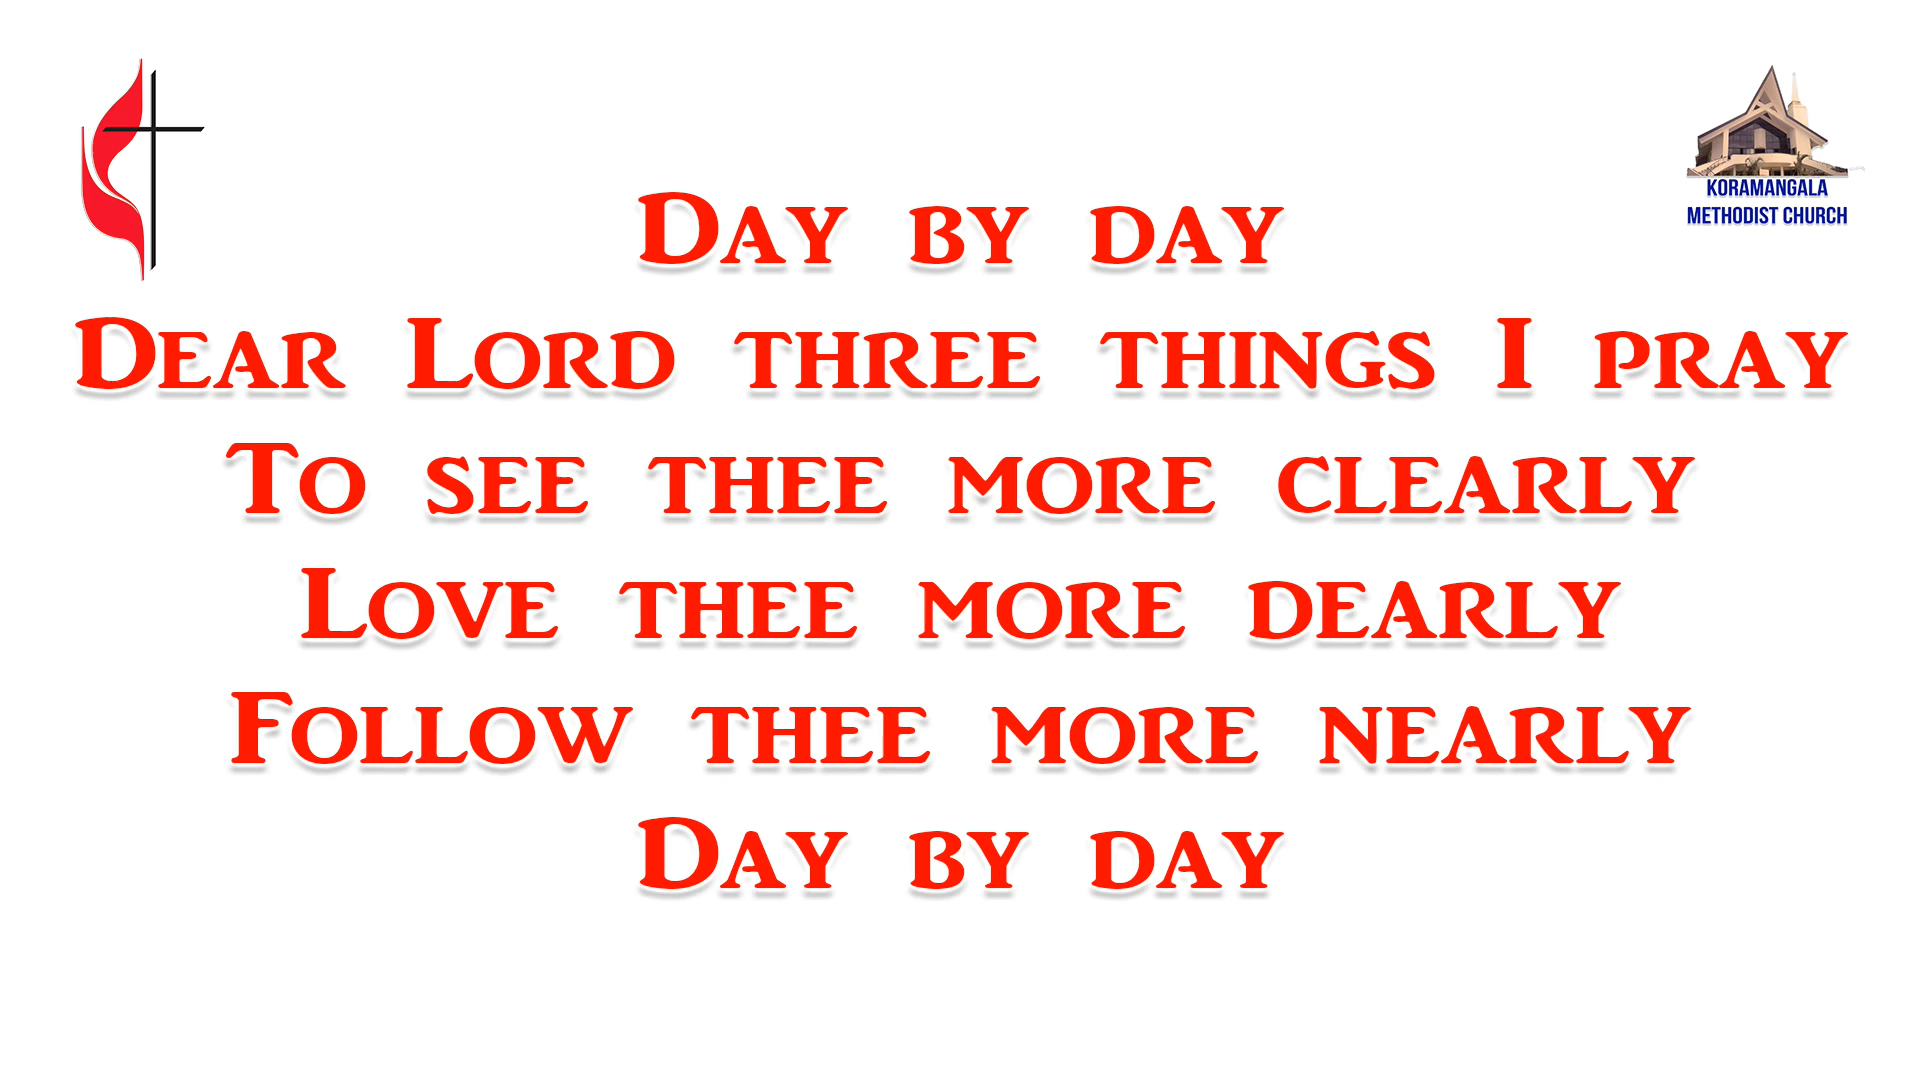 KORAMANGALA
METHODIST CHURCH
Day by day
Dear Lord three things I pray
To see thee more clearly
Love thee more dearly
Follow thee more nearly
Day by day